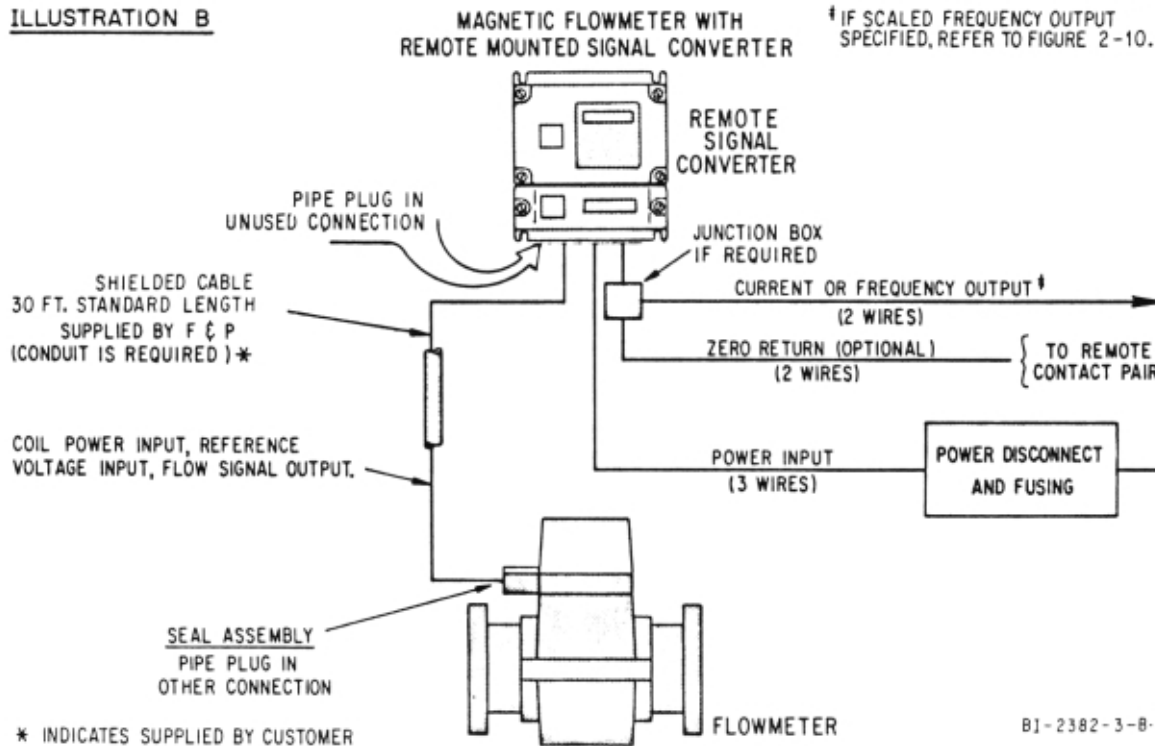 ILLUSTRATION B
MAGNETIC FLOWMETER WITH
REMOTE MOUNTED SIGNAL CONVERTER
‡ IF SCALED FREQUENCY OUTPUT
SPECIFIED, REFER TO FIGURE 2-10.
REMOTE
SIGNAL
CONVERTER
PIPE PLUG IN
UNUSED CONNECTION
JUNCTION BOX
IF REQUIRED
SHIELDED CABLE
30 FT. STANDARD LENGTH
SUPPLIED BY F & P
(CONDUIT IS REQUIRED) *
CURRENT OR FREQUENCY OUTPUT ‡
(2 WIRES)
ZERO RETURN (OPTIONAL)
(2 WIRES)
TO REMOTE
CONTACT PAIR
COIL POWER INPUT, REFERENCE
VOLTAGE INPUT, FLOW SIGNAL OUTPUT.
POWER INPUT
(3 WIRES)
POWER DISCONNECT
AND FUSING
SEAL ASSEMBLY
PIPE PLUG IN
OTHER CONNECTION
FLOWMETER
* INDICATES SUPPLIED BY CUSTOMER
BI-2382-3-B-